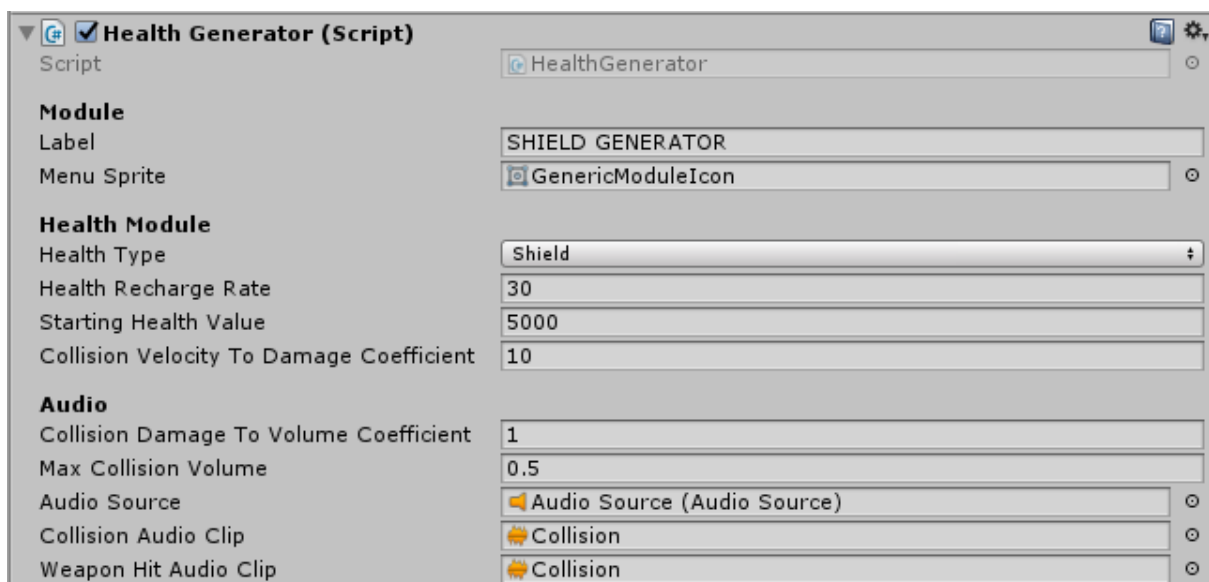 Health Generator (Script)
Script HealthGenerator
Module
Label SHIELD GENERATOR
Menu Sprite GenericModuleIcon
Health Module
Health Type Shield
Health Recharge Rate 30
Starting Health Value 5000
Collision Velocity To Damage Coefficient 10
Audio
Collision Damage To Volume Coefficient 1
Max Collision Volume 0.5
Audio Source Audio Source (Audio Source)
Collision Audio Clip Collision
Weapon Hit Audio Clip Collision